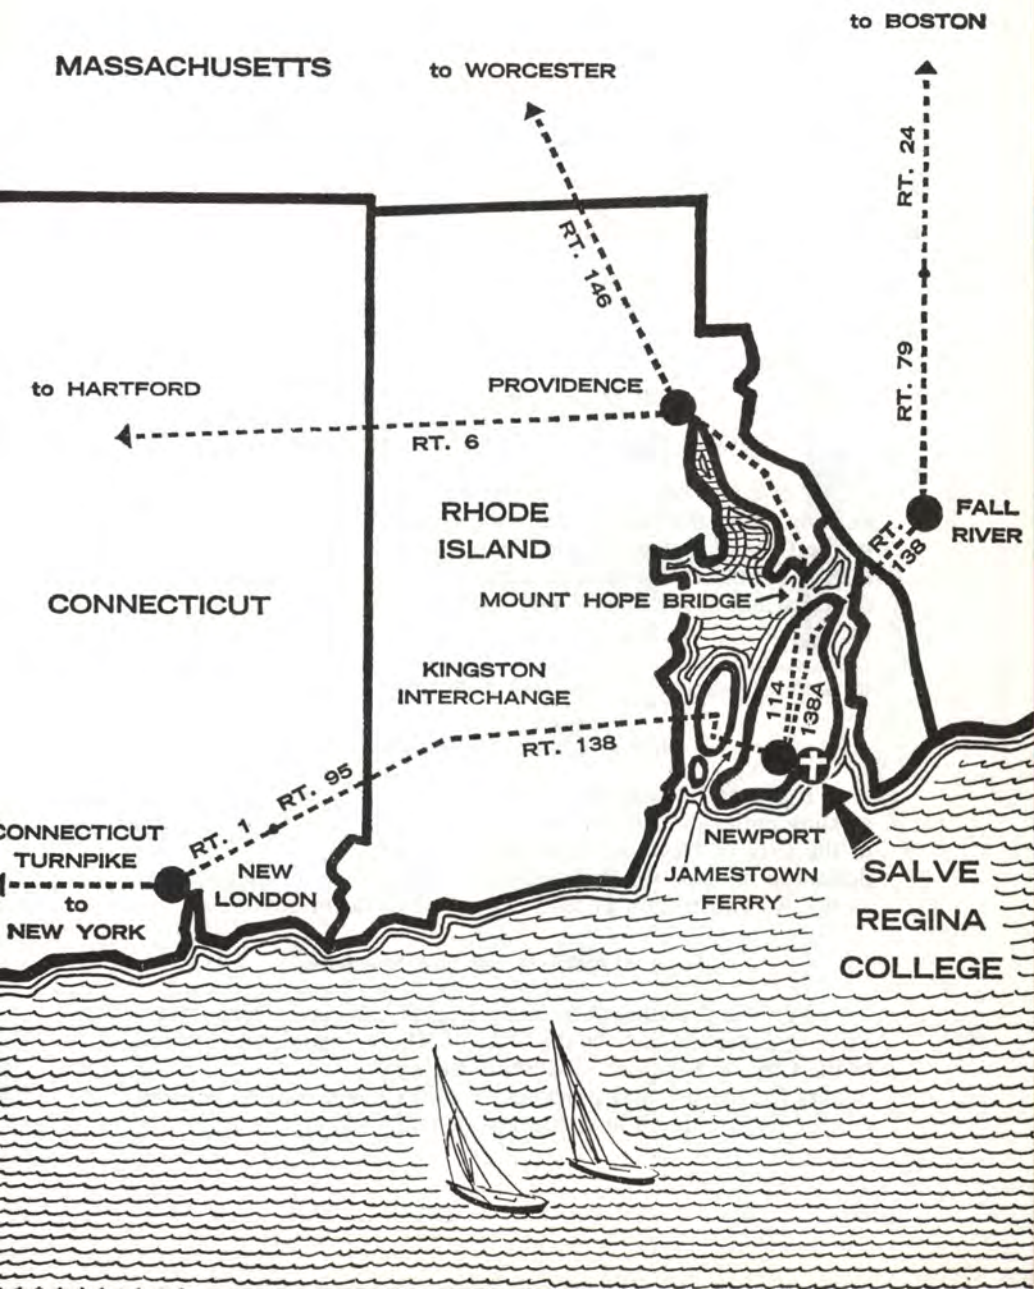 to BOSTON
MASSACHUSETTS
to WORCESTER
RT. 24
RT. 146
RT. 79
to HARTFORD
PROVIDENCE
RT. 6
FALL
RIVER
RT.
138
RHODE
ISLAND
CONNECTICUT
MOUNT HOPE BRIDGE
KINGSTON
INTERCHANGE
114
138A
RT. 138
RT. 95
RT. 1
CONNECTICUT
TURNPIKE
to
NEW YORK
NEW
LONDON
NEWPORT
JAMESTOWN
FERRY
SALVE
REGINA
COLLEGE